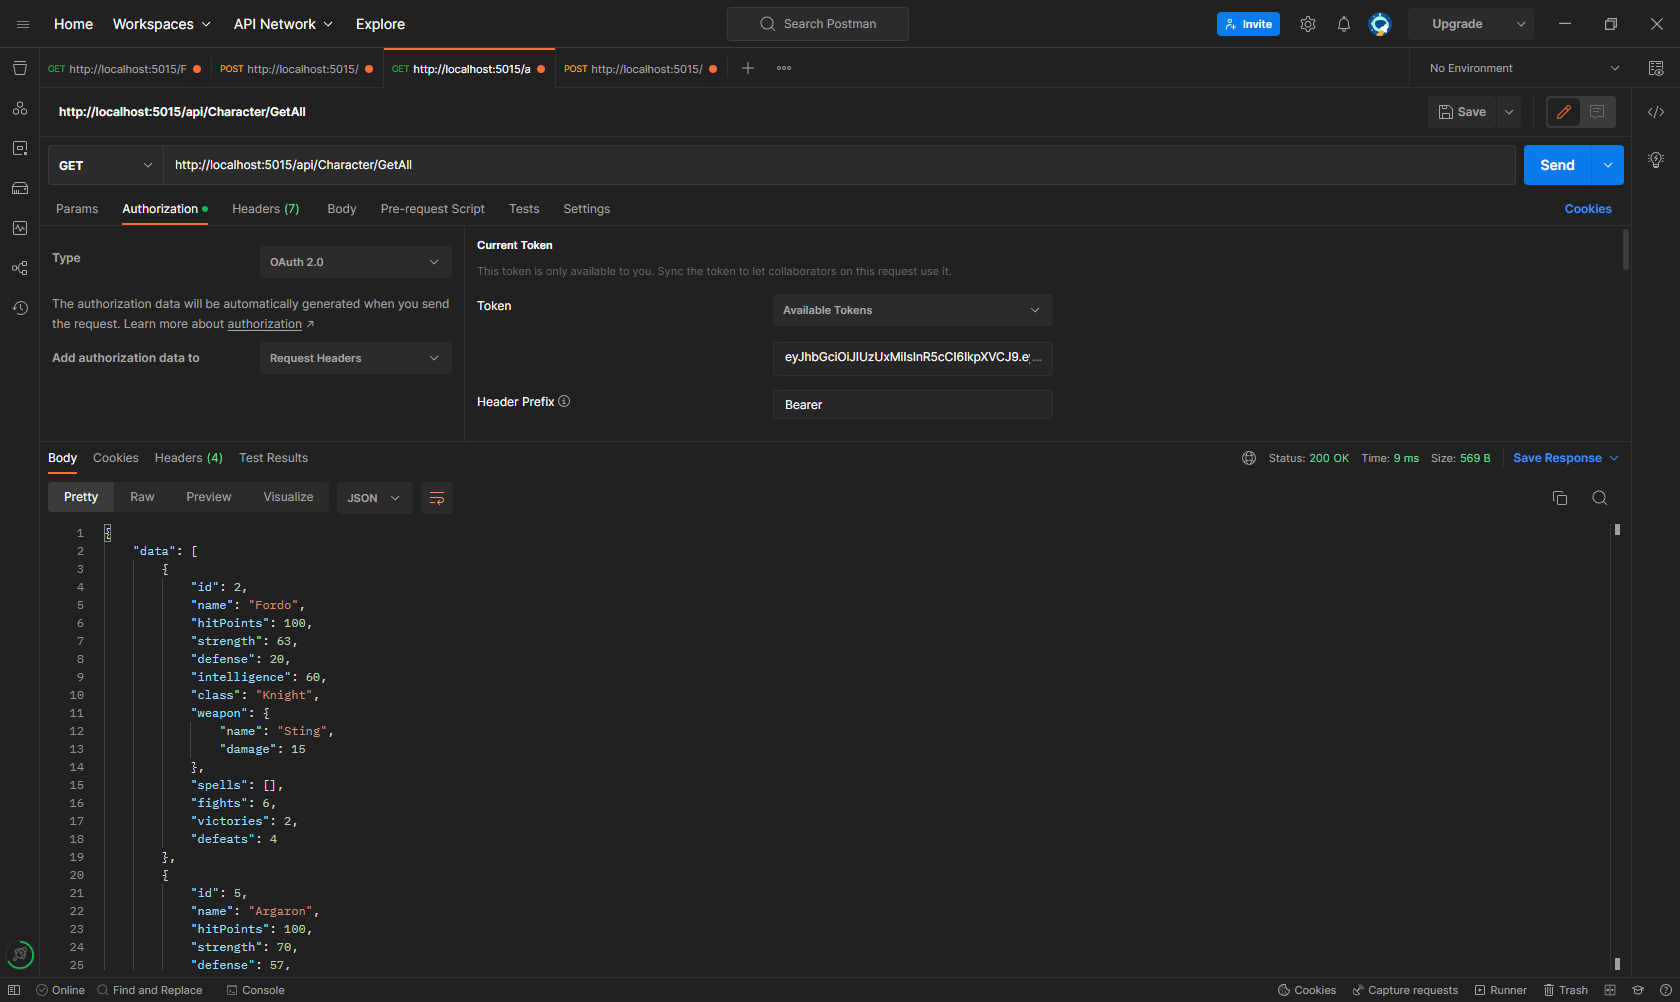 Home Workspaces API Network Explore Search Postman Invite Upgrade
GET http://localhost:5015/F POST http://localhost:5015/ GET http://localhost:5015/a POST http://localhost:5015/ No Environment
http://localhost:5015/api/Character/GetAll Save
GET http://localhost:5015/api/Character/GetAll Send
Params Authorization Headers (7) Body Pre-request Script Tests Settings Cookies
Type OAuth 2.0
The authorization data will be automatically generated when you send
the request. Learn more about authorization ↗
Add authorization data to Request Headers
Current Token
This token is only available to you. Sync the token to let collaborators on this request use it.
Token Available Tokens
eyJhbGciOiJIUzUxMiIsInR5cCI6IkpXVCJ9.e...
Header Prefix Bearer
Body Cookies Headers (4) Test Results Status: 200 OK Time: 9 ms Size: 569 B Save Response
Pretty Raw Preview Visualize JSON
1 {
2 "data": [
3 {
4 "id": 2,
5 "name": "Fordo",
6 "hitPoints": 100,
7 "strength": 63,
8 "defense": 20,
9 "intelligence": 60,
10 "class": "Knight",
11 "weapon": {
12 "name": "Sting",
13 "damage": 15
14 },
15 "spells": [],
16 "fights": 6,
17 "victories": 2,
18 "defeats": 4
19 },
20 {
21 "id": 5,
22 "name": "Argaron",
23 "hitPoints": 100,
24 "strength": 70,
25 "defense": 57,
Online Find and Replace Console Cookies Capture requests Runner Trash